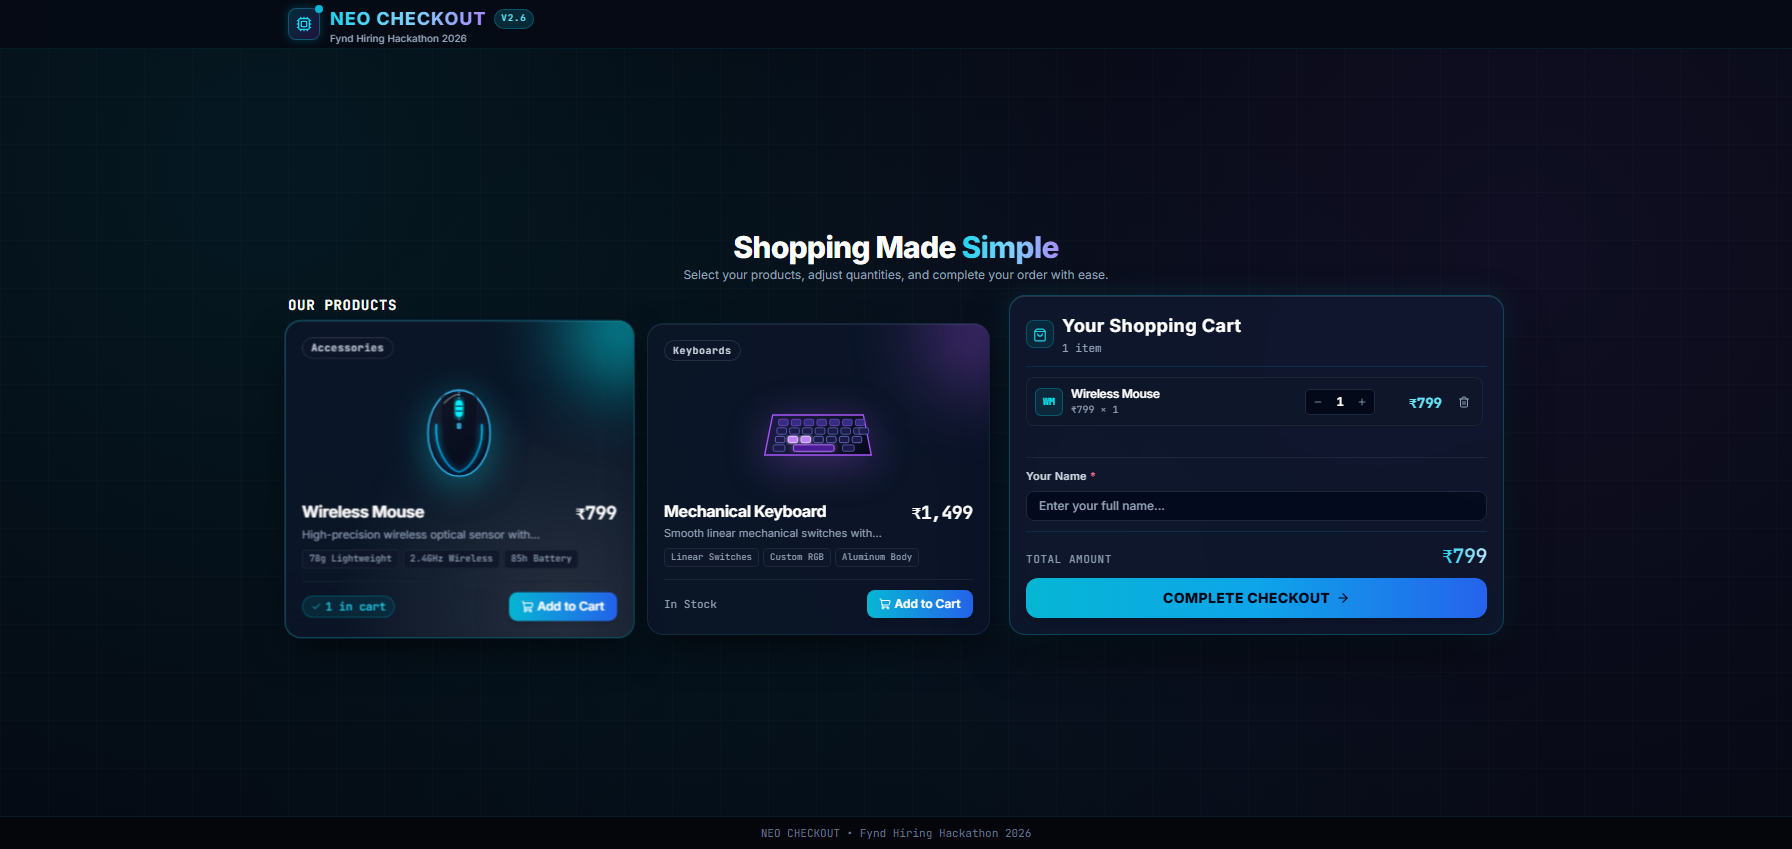 NEO CHECKOUT V2.6
Fynd Hiring Hackathon 2026
Shopping Made Simple
Select your products, adjust quantities, and complete your order with ease.
OUR PRODUCTS
Accessories
Wireless Mouse ₹799
High-precision wireless optical sensor with...
78g Lightweight 2.4GHz Wireless 85h Battery
1 in cart Add to Cart
Keyboards
Mechanical Keyboard ₹1,499
Smooth linear mechanical switches with...
Linear Switches Custom RGB Aluminum Body
In Stock Add to Cart
Your Shopping Cart
1 item
WM Wireless Mouse − 1 + ₹799
₹799 × 1
Your Name *
Enter your full name...
TOTAL AMOUNT ₹799
COMPLETE CHECKOUT →
NEO CHECKOUT • Fynd Hiring Hackathon 2026